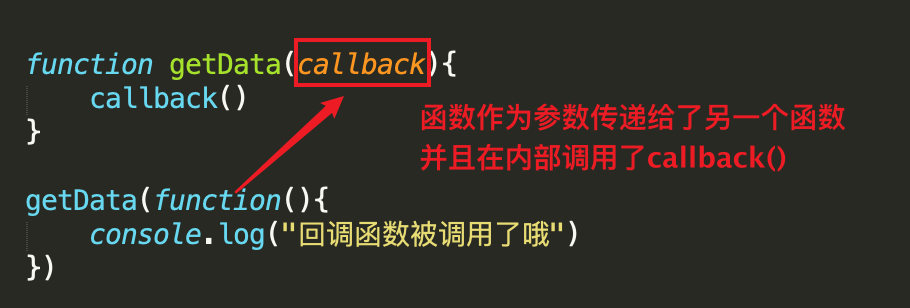 function getData(callback){
callback()
}
函数作为参数传递给了另一个函数
并且在内部调用了callback()
getData(function(){
console.log("回调函数被调用了哦")
})